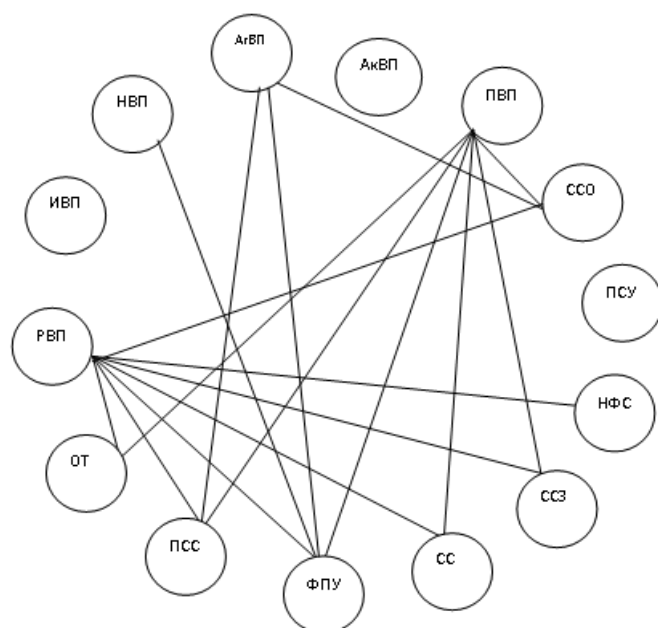 АгВП
АкВП
ПВП
НВП
ССО
ИВП
ПСУ
РВП
НФС
ОТ
ССЗ
ПСС
СС
ФПУ